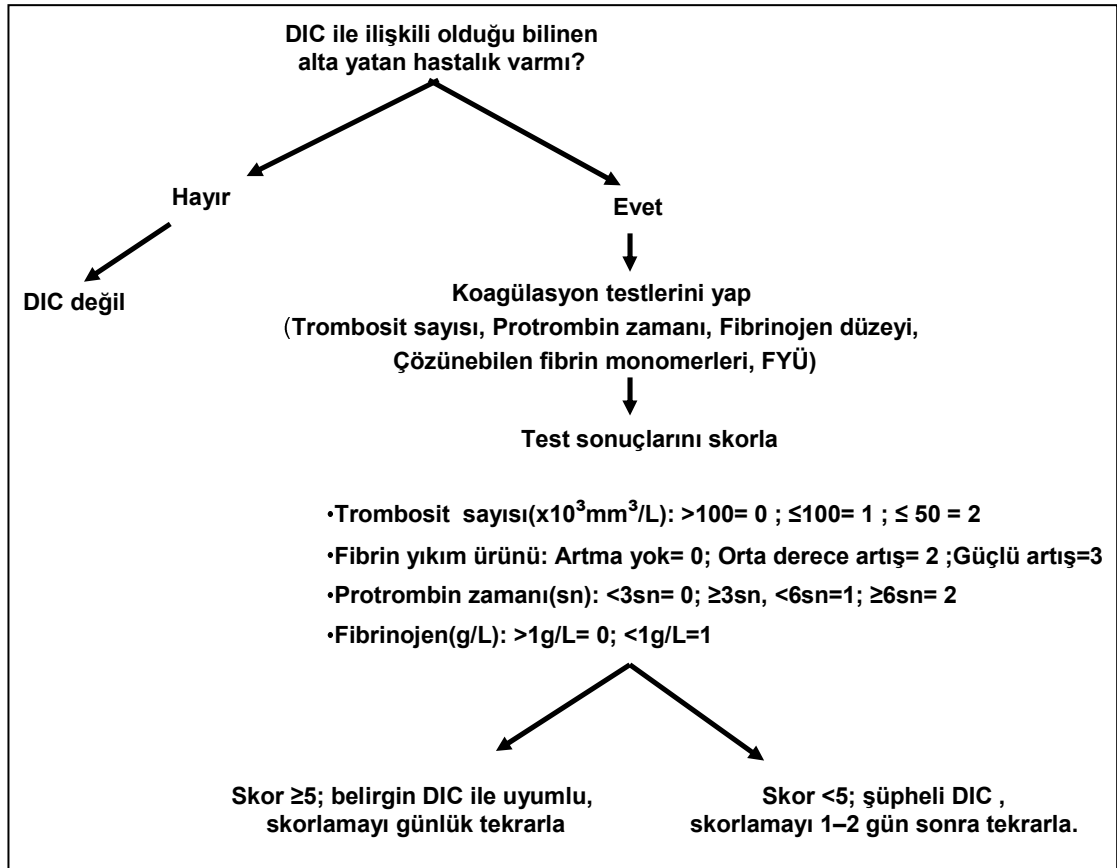 DIC ile ilişkili olduğu bilinen
alta yatan hastalık varmı?
Hayır
Evet
DIC değil
Koagülasyon testlerini yap
(Trombosit sayısı, Protrombin zamanı, Fibrinojen düzeyi,
Çözünebilen fibrin monomerleri, FYÜ)
Test sonuçlarını skorla
•Trombosit sayısı(x10³mm³/L): >100= 0 ; ≤100= 1 ; ≤ 50 = 2
•Fibrin yıkım ürünü: Artma yok= 0; Orta derece artış= 2 ;Güçlü artış=3
•Protrombin zamanı(sn): <3sn= 0; ≥3sn, <6sn=1; ≥6sn= 2
•Fibrinojen(g/L): >1g/L= 0; <1g/L=1
Skor ≥5; belirgin DIC ile uyumlu,
skorlamayı günlük tekrarla
Skor <5; şüpheli DIC ,
skorlamayı 1–2 gün sonra tekrarla.